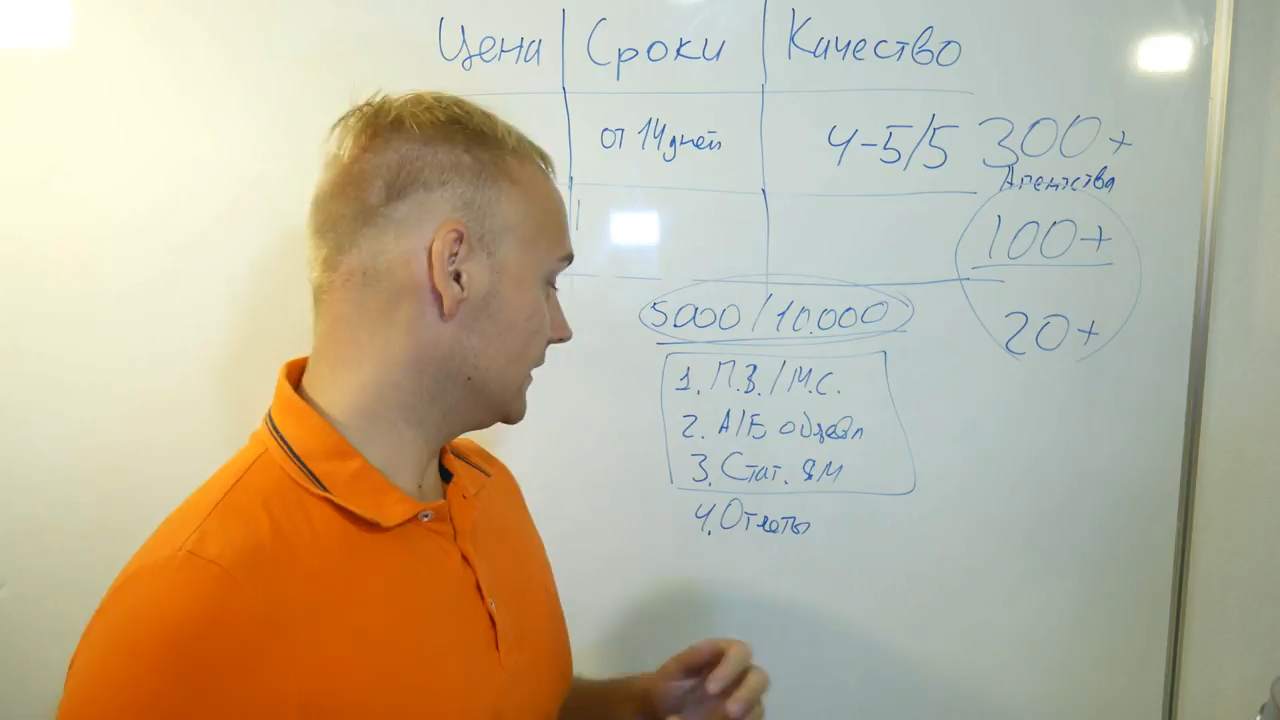 Цена Сроки Качество
от 14 дней 4-5/5 300+
Агентства
100+
5000/10.000 20+
1. П.З./М.С.
2. А/Б
3. Стат. ЯМ
4. Отчеты